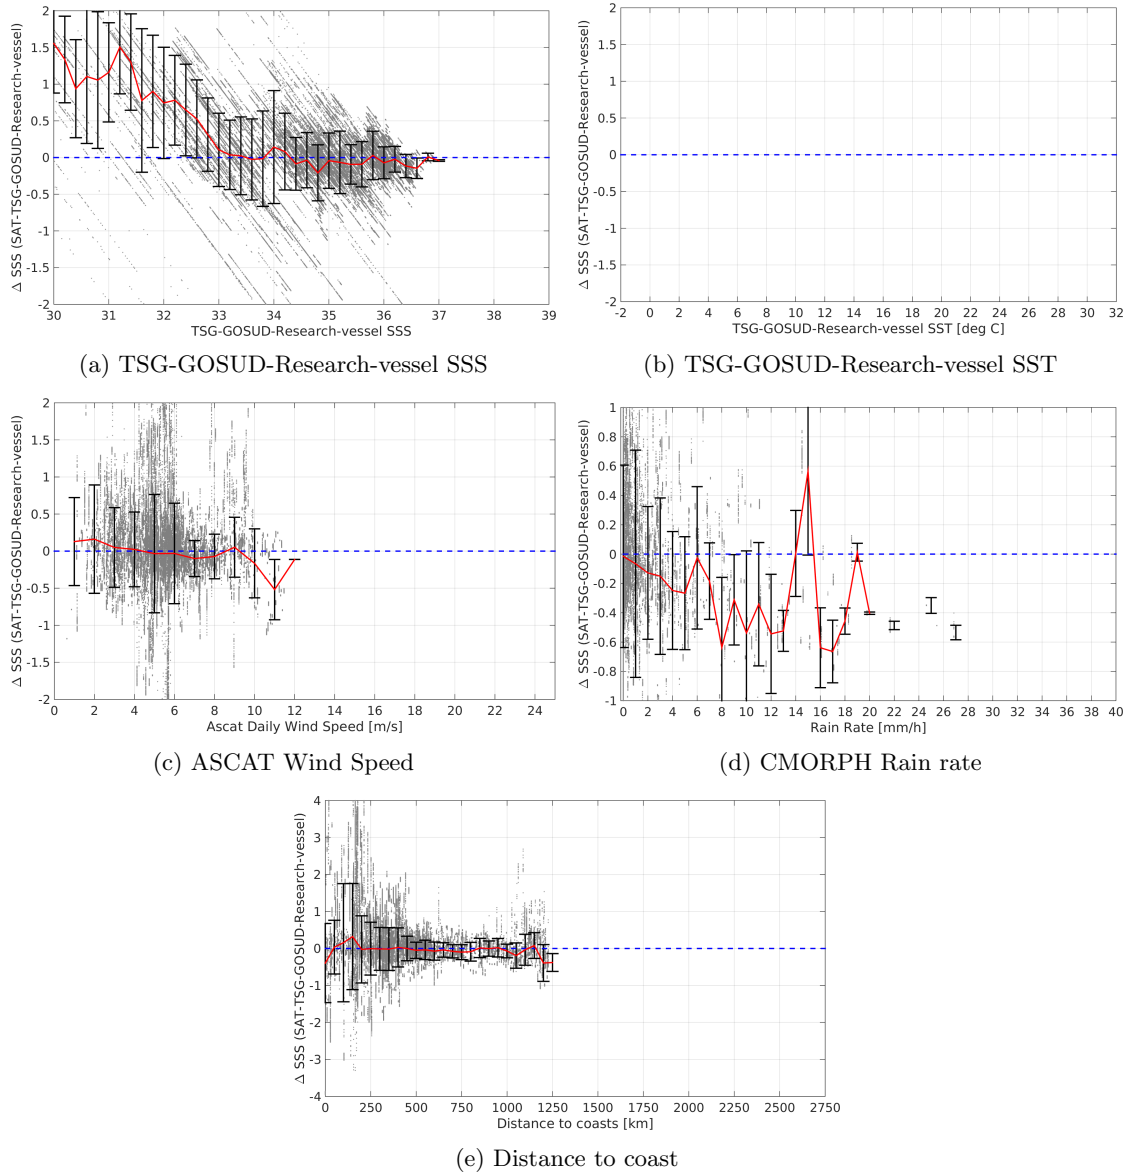 2
1.5
1
0.5
0
-0.5
-1
-1.5
-2
Δ SSS (SAT-TSG-GOSUD-Research-vessel)
30 31 32 33 34 35 36 37 38 39
TSG-GOSUD-Research-vessel SSS
(a) TSG-GOSUD-Research-vessel SSS
2
1.5
1
0.5
0
-0.5
-1
-1.5
-2
Δ SSS (SAT-TSG-GOSUD-Research-vessel)
-2 0 2 4 6 8 10 12 14 16 18 20 22 24 26 28 30 32
TSG-GOSUD-Research-vessel SST [deg C]
(b) TSG-GOSUD-Research-vessel SST
2
1.5
1
0.5
0
-0.5
-1
-1.5
-2
Δ SSS (SAT-TSG-GOSUD-Research-vessel)
0 2 4 6 8 10 12 14 16 18 20 22 24
Ascat Daily Wind Speed [m/s]
(c) ASCAT Wind Speed
1
0.8
0.6
0.4
0.2
0
-0.2
-0.4
-0.6
-0.8
-1
Δ SSS (SAT-TSG-GOSUD-Research-vessel)
0 2 4 6 8 10 12 14 16 18 20 22 24 26 28 30 32 34 36 38 40
Rain Rate [mm/h]
(d) CMORPH Rain rate
4
3
2
1
0
-1
-2
-3
-4
Δ SSS (SAT-TSG-GOSUD-Research-vessel)
0 250 500 750 1000 1250 1500 1750 2000 2250 2500 2750
Distance to coasts [km]
(e) Distance to coast